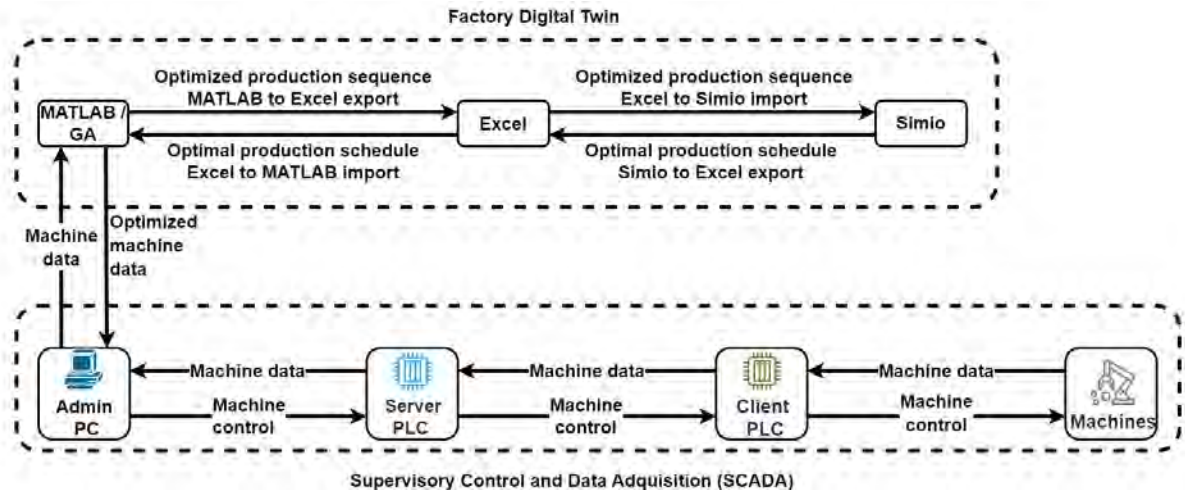 Factory Digital Twin
Optimized production sequence
MATLAB to Excel export
Optimized production sequence
Excel to Simio import
MATLAB /
GA
Excel
Simio
Optimal production schedule
Excel to MATLAB import
Optimal production schedule
Simio to Excel export
Machine
data
Optimized
machine
data
Machine data
Machine data
Machine data
Admin
PC
Machine
control
Server
PLC
Machine
control
Client
PLC
Machine
control
Machines
Supervisory Control and Data Adquisition (SCADA)